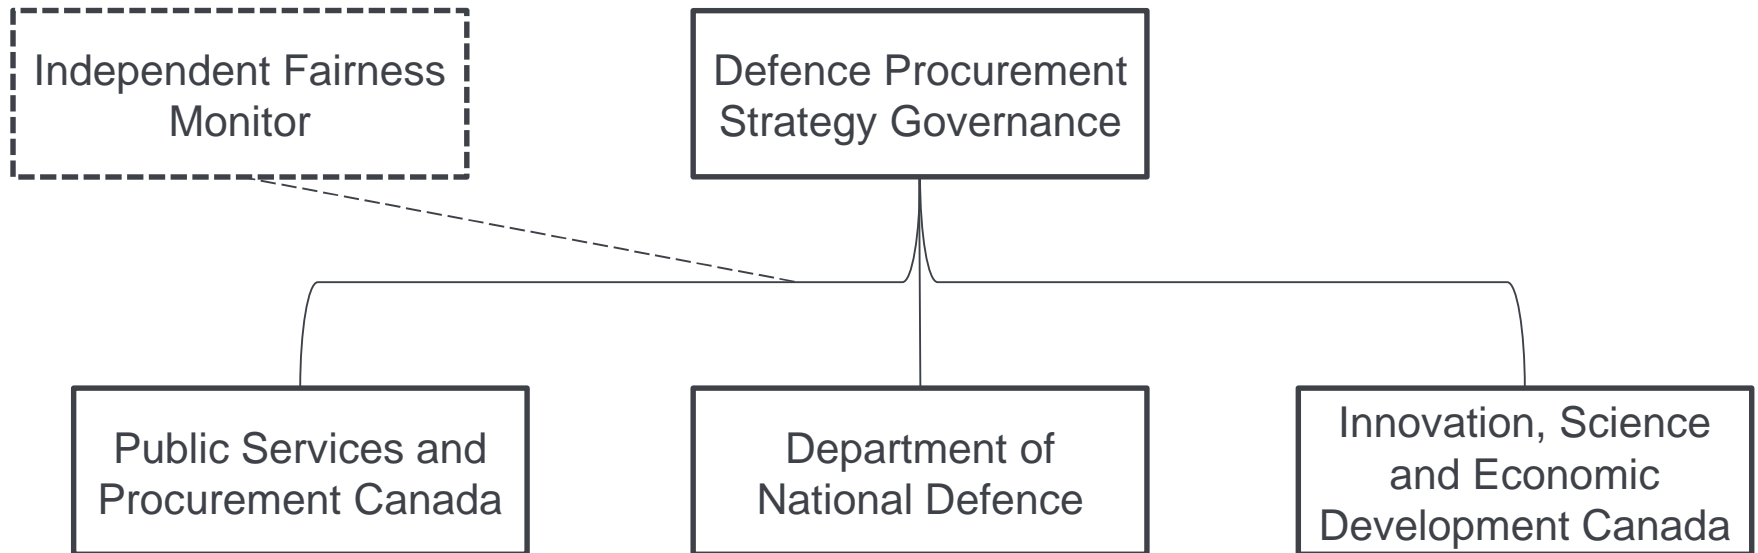 Independent Fairness
Monitor
Defence Procurement
Strategy Governance
Public Services and
Procurement Canada
Department of
National Defence
Innovation, Science
and Economic
Development Canada